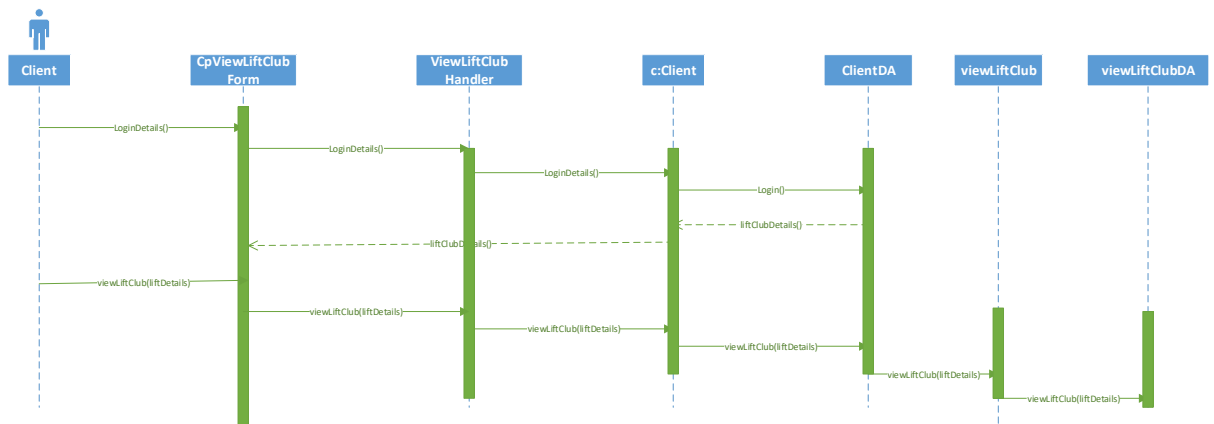 Client
CpViewLiftClub
Form
ViewLiftClub
Handler
c:Client
ClientDA
viewLiftClub
viewLiftClubDA
LoginDetails()
LoginDetails()
LoginDetails()
Login()
liftClubDetails()
liftClubDetails()
viewLiftClub(liftDetails)
viewLiftClub(liftDetails)
viewLiftClub(liftDetails)
viewLiftClub(liftDetails)
viewLiftClub(liftDetails)
viewLiftClub(liftDetails)